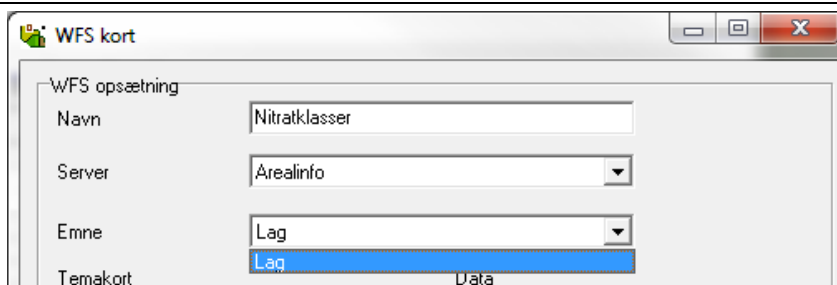 WFS kort
WFS opsætning
Navn Nitratklasser
Server Arealinfo
Emne Lag
Lag
Temakort Data